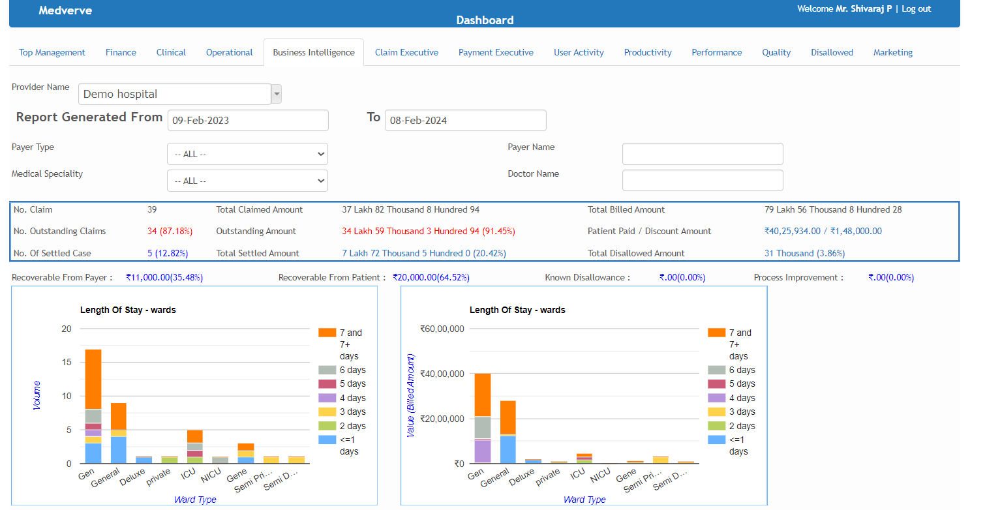 Medverve
Welcome Mr. Shivaraj P | Log out
Dashboard
Top Management Finance Clinical Operational Business Intelligence Claim Executive Payment Executive User Activity Productivity Performance Quality Disallowed Marketing
Provider Name Demo hospital
Report Generated From 09-Feb-2023 To 08-Feb-2024
Payer Type -- ALL -- Payer Name
Medical Speciality -- ALL -- Doctor Name
No. Claim 39 Total Claimed Amount 37 Lakh 82 Thousand 8 Hundred 94 Total Billed Amount 79 Lakh 56 Thousand 8 Hundred 28
No. Outstanding Claims 34 (87.18%) Outstanding Amount 34 Lakh 59 Thousand 3 Hundred 94 (91.45%) Patient Paid / Discount Amount ₹40,25,934.00 / ₹1,48,000.00
No. Of Settled Case 5 (12.82%) Total Settled Amount 7 Lakh 72 Thousand 5 Hundred 0 (20.42%) Total Disallowed Amount 31 Thousand (3.86%)
Recoverable From Payer : ₹11,000.00(35.48%) Recoverable From Patient : ₹20,000.00(64.52%) Known Disallowance : ₹.00(0.00%) Process Improvement : ₹.00(0.00%)
Length Of Stay - wards
20
15
10
5
0
Volume
Gen General Deluxe private ICU NICU Gene Semi Pri... Semi D...
Ward Type
7 and
7+
days
6 days
5 days
4 days
3 days
2 days
<=1
days
Length Of Stay - wards
₹60,00,000
₹40,00,000
₹20,00,000
₹0
Value (Billed Amount)
Gen General Deluxe private ICU NICU Gene Semi Pri... Semi D...
Ward Type
7 and
7+
days
6 days
5 days
4 days
3 days
2 days
<=1
days